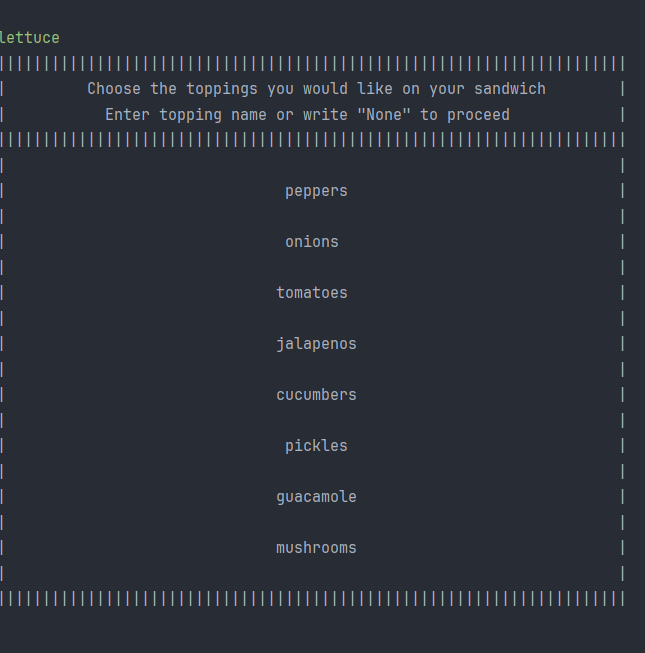 lettuce
||||||||||||||||||||||||||||||||||||||||||||||||||||||||||||||||||||||
| Choose the toppings you would like on your sandwich |
| Enter topping name or write "None" to proceed |
||||||||||||||||||||||||||||||||||||||||||||||||||||||||||||||||||||||
| |
| peppers |
| |
| onions |
| |
| tomatoes |
| |
| jalapenos |
| |
| cucumbers |
| |
| pickles |
| |
| guacamole |
| |
| mushrooms |
| |
||||||||||||||||||||||||||||||||||||||||||||||||||||||||||||||||||||||